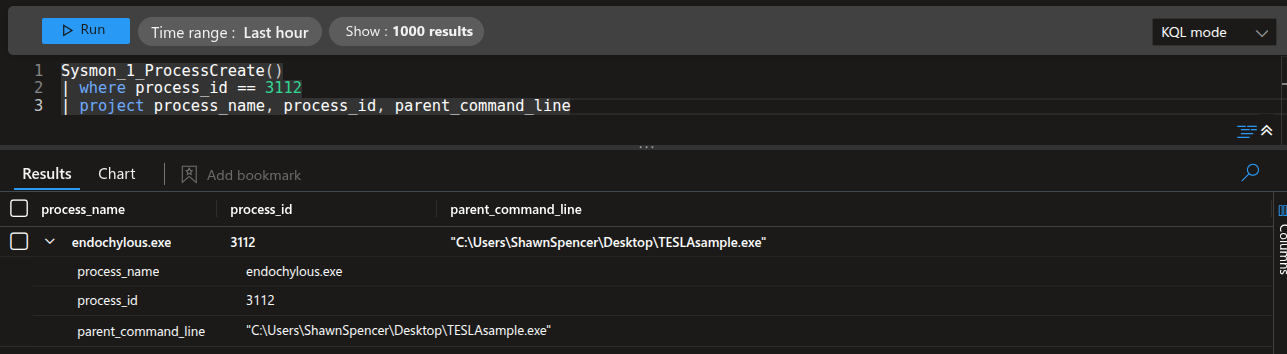 Run Time range : Last hour Show : 1000 results KQL mode
1 Sysmon_1_ProcessCreate()
2 | where process_id == 3112
3 | project process_name, process_id, parent_command_line
Results Chart Add bookmark
process_name process_id parent_command_line
endochylous.exe 3112 "C:\Users\ShawnSpencer\Desktop\TESLAsample.exe"
process_name endochylous.exe
process_id 3112
parent_command_line "C:\Users\ShawnSpencer\Desktop\TESLAsample.exe"
Columns